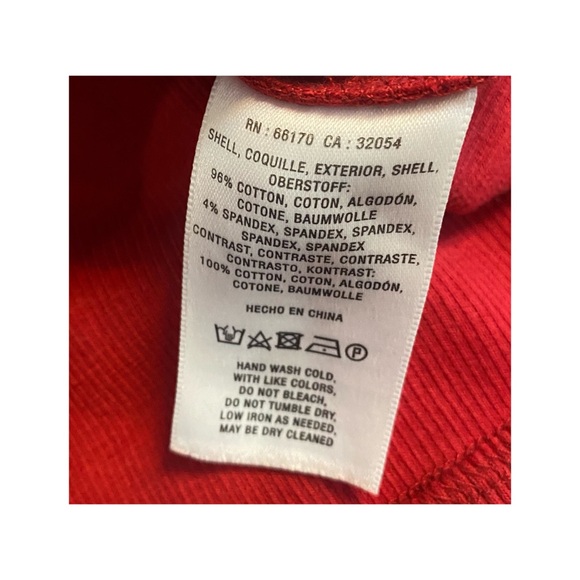 RN : 66170 CA : 32054
SHELL, COQUILLE, EXTERIOR, SHELL,
OBERSTOFF:
96% COTTON, COTON, ALGODÓN,
COTONE, BAUMWOLLE
4% SPANDEX, SPANDEX, SPANDEX,
SPANDEX, SPANDEX
CONTRAST, CONTRASTE, CONTRASTE,
CONTRASTO, KONTRAST:
100% COTTON, COTON, ALGODÓN,
COTONE, BAUMWOLLE
HECHO EN CHINA
P
HAND WASH COLD,
WITH LIKE COLORS,
DO NOT BLEACH,
DO NOT TUMBLE DRY,
LOW IRON AS NEEDED,
MAY BE DRY CLEANED